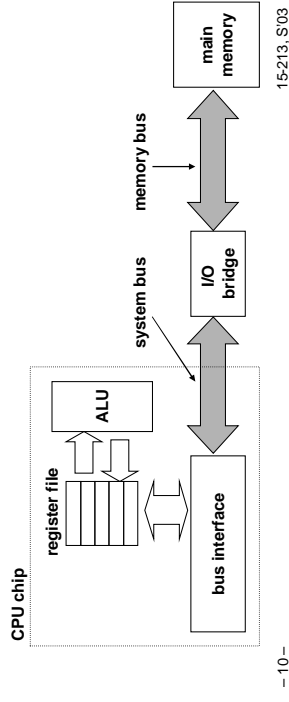 CPU chip
register file
ALU
system bus
memory bus
bus interface
I/O
bridge
main
memory
– 10 –
15-213, S'03